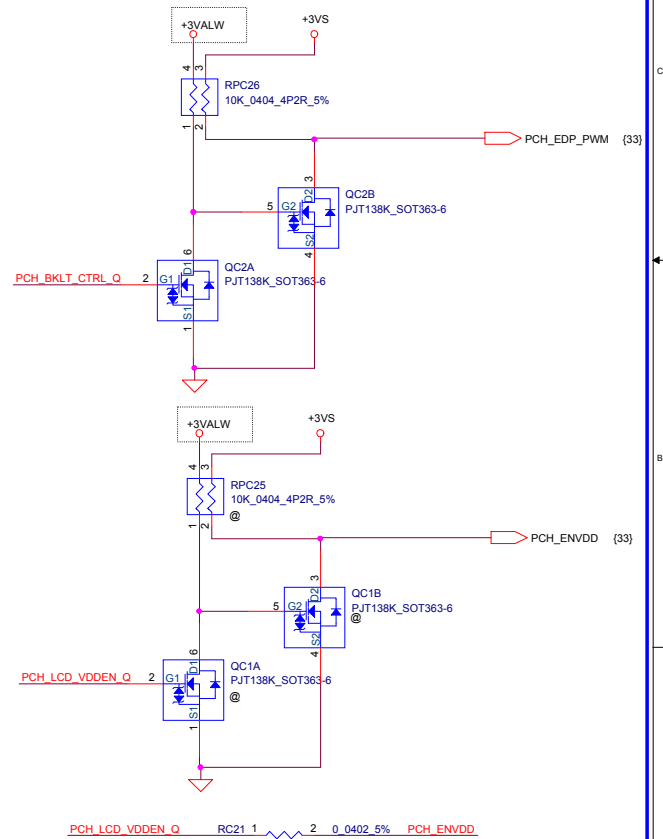 +3VALW +3VS
4 3
RPC26
10K_0404_4P2R_5%
1 2
PCH_EDP_PWM {33}
3
D2
QC2B
5 G2 PJT138K_SOT363-6
S2
4
6
D1
QC2A
PCH_BKLT_CTRL_Q 2 G1 PJT138K_SOT363-6
S1
1
C
+3VALW +3VS
B
4 3
RPC25
10K_0404_4P2R_5%
@
1 2
PCH_ENVDD {33}
3
D2
QC1B
5 G2 PJT138K_SOT363-6
@
S2
4
6
D1
QC1A
PCH_LCD_VDDEN_Q 2 G1 PJT138K_SOT363-6
@
S1
1
PCH_LCD_VDDEN_Q RC21 1 2 0_0402_5% PCH_ENVDD